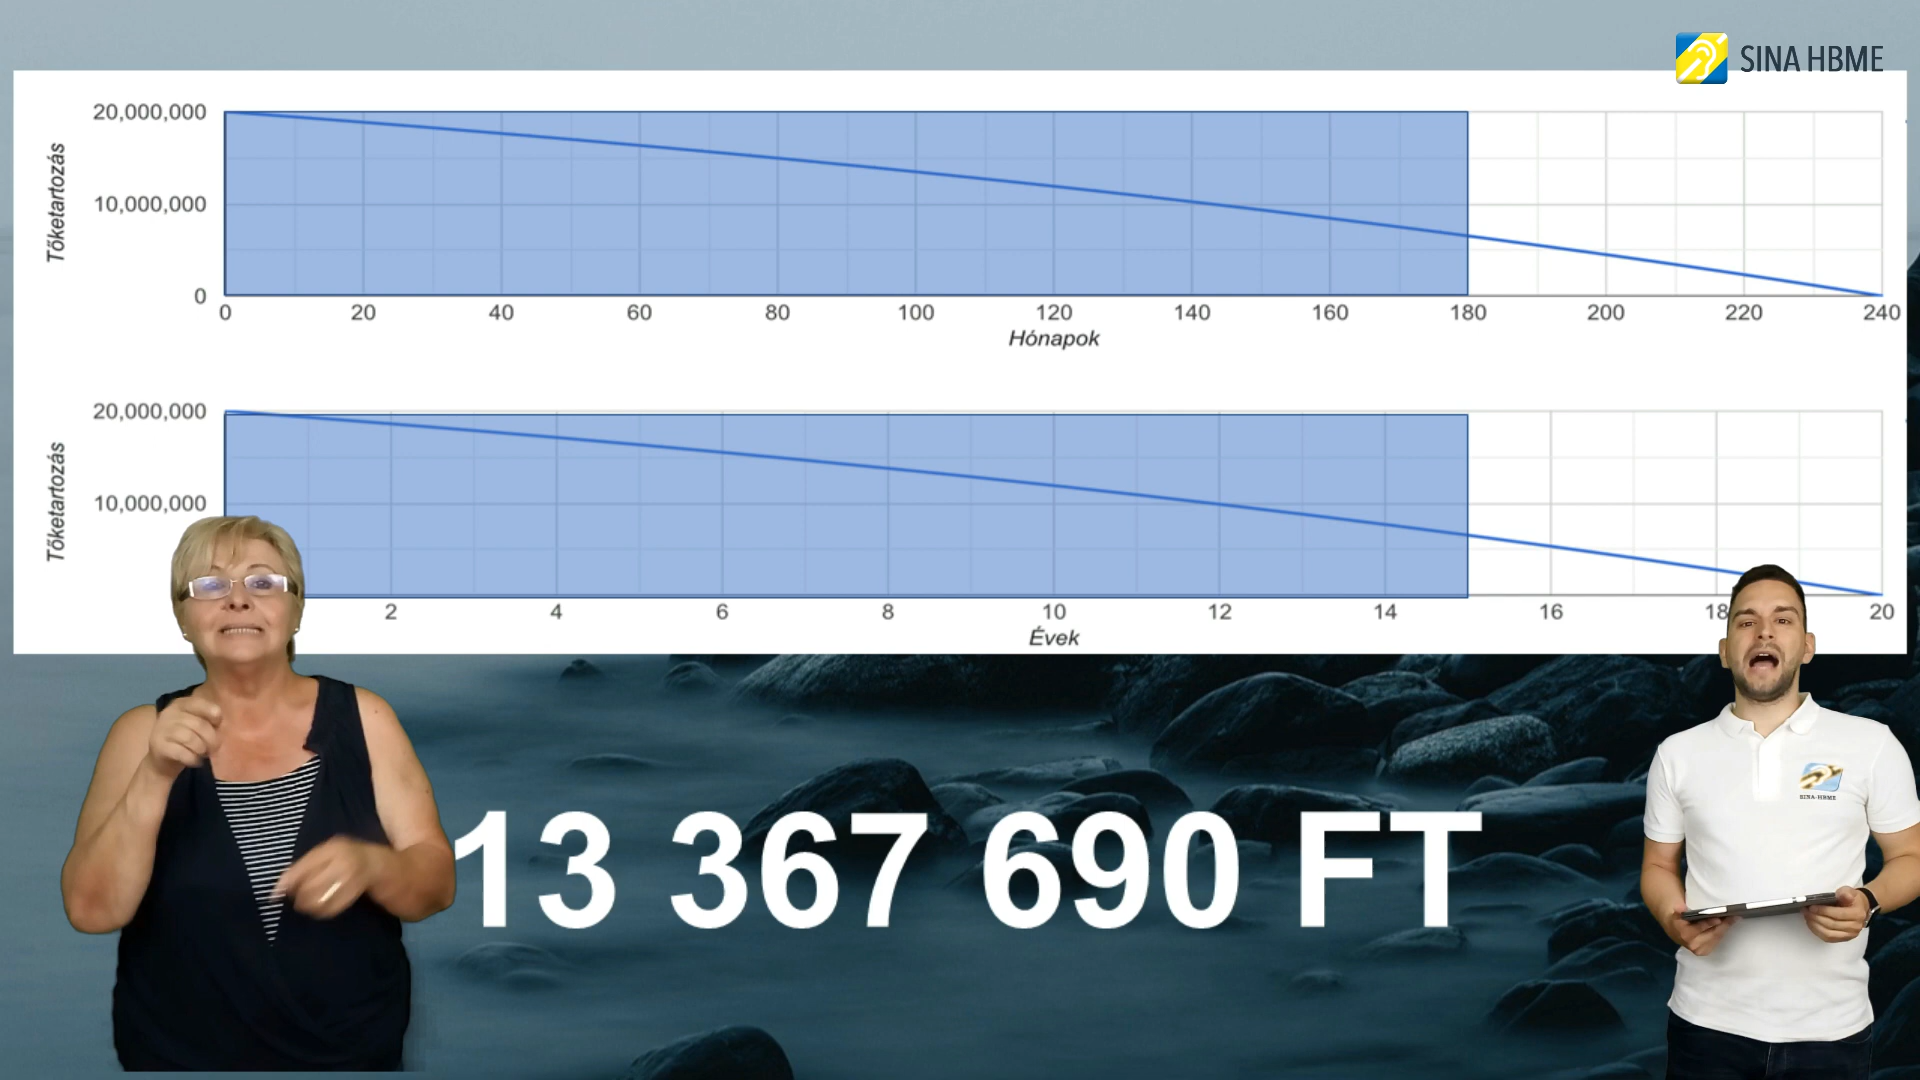 SINA HBME
20,000,000
10,000,000
0
Tőketartozás
0 20 40 60 80 100 120 140 160 180 200 220 240
Hónapok
20,000,000
10,000,000
Tőketartozás
2 4 6 8 10 12 14 16 18 20
Évek
13 367 690 FT
SINA-HBME